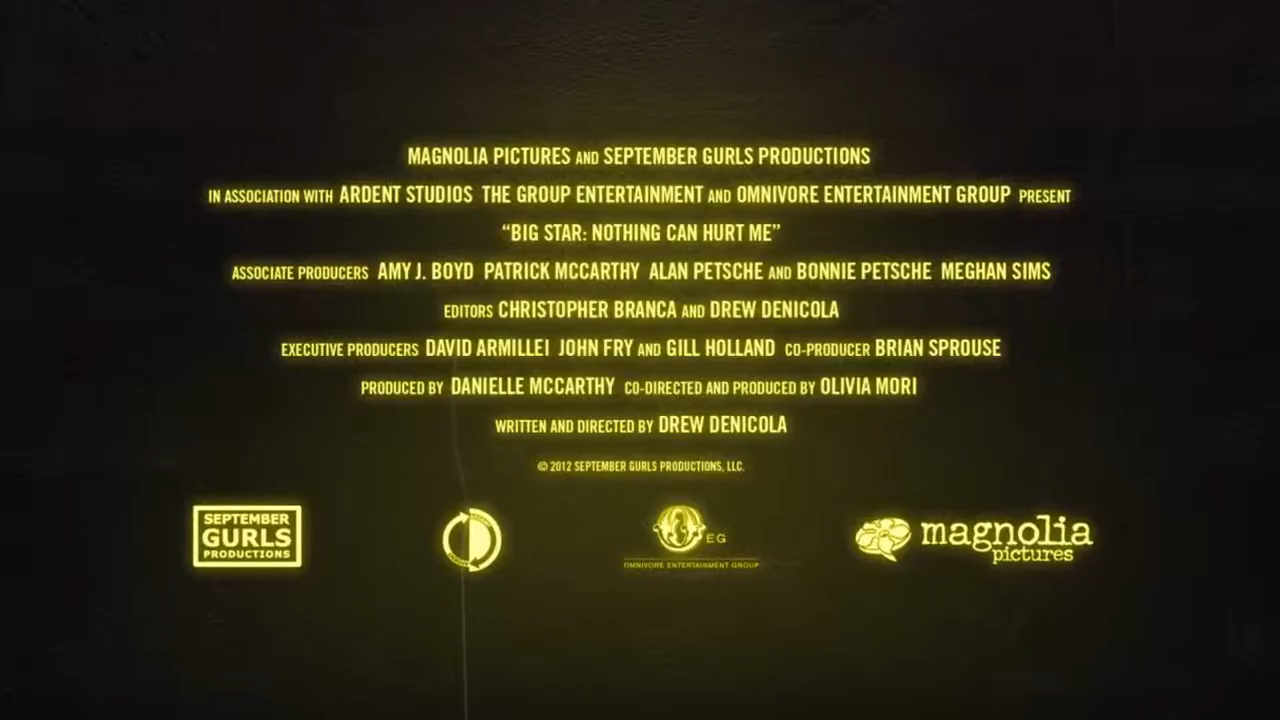 MAGNOLIA PICTURES AND SEPTEMBER GURLS PRODUCTIONS
IN ASSOCIATION WITH ARDENT STUDIOS THE GROUP ENTERTAINMENT AND OMNIVORE ENTERTAINMENT GROUP PRESENT
“BIG STAR: NOTHING CAN HURT ME”
ASSOCIATE PRODUCERS AMY J. BOYD PATRICK MCCARTHY ALAN PETSCHE AND BONNIE PETSCHE MEGHAN SIMS
EDITORS CHRISTOPHER BRANCA AND DREW DENICOLA
EXECUTIVE PRODUCERS DAVID ARMILLEI JOHN FRY AND GILL HOLLAND CO-PRODUCER BRIAN SPROUSE
PRODUCED BY DANIELLE MCCARTHY CO-DIRECTED AND PRODUCED BY OLIVIA MORI
WRITTEN AND DIRECTED BY DREW DENICOLA
© 2012 SEPTEMBER GURLS PRODUCTIONS, LLC.
SEPTEMBER
GURLS
PRODUCTIONS
OEG
OMNIVORE ENTERTAINMENT GROUP
magnolia
pictures